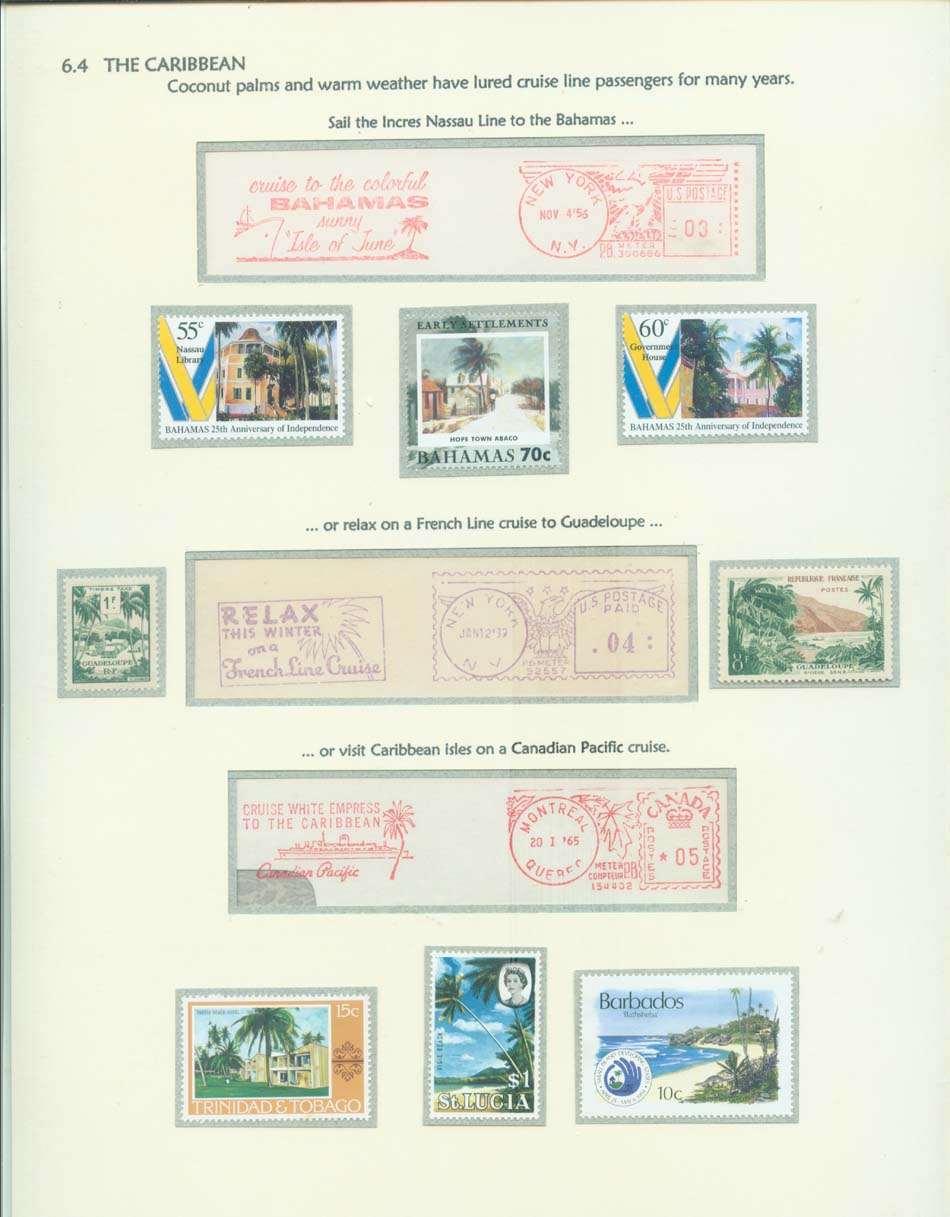 6.4 THE CARIBBEAN
Coconut palms and warm weather have lured cruise line passengers for many years.
Sail the Incres Nassau Line to the Bahamas ...
cruise to the colorful
BAHAMAS
sunny
"Isle of June"
NEW YORK
NOV - 4 '56
N.Y.
U.S. POSTAGE
03 :
P.B. METER
300686
55c
Nassau
Library
BAHAMAS 25th Anniversary of Independence
EARLY SETTLEMENTS
HOPE TOWN ABACO
BAHAMAS 70c
60c
Governme
House
BAHAMAS 25th Anniversary of Independence
... or relax on a French Line cruise to Guadeloupe ...
TIMBRE TAXE
1F
GUADELOUPE
RF
RELAX
THIS WINTER
on a
French Line Cruise
NEW YORK
JAN 12 '37
N.Y.
U.S. POSTAGE
PAID
. 04 :
P.B. METER
92557
REPUBLIQUE FRANÇAISE
POSTES
8F
GUADELOUPE
... or visit Caribbean isles on a Canadian Pacific cruise.
CRUISE WHITE EMPRESS
TO THE CARIBBEAN
Canadian Pacific
MONTREAL
20 I '65
QUEBEC
METER P.B.
COMPTEUR
154402
CANADA
POSTES
* 05
POSTAGE
15c
TRINIDAD & TOBAGO
$1
St. LUCIA
Barbados
'Bathsheba'
10c